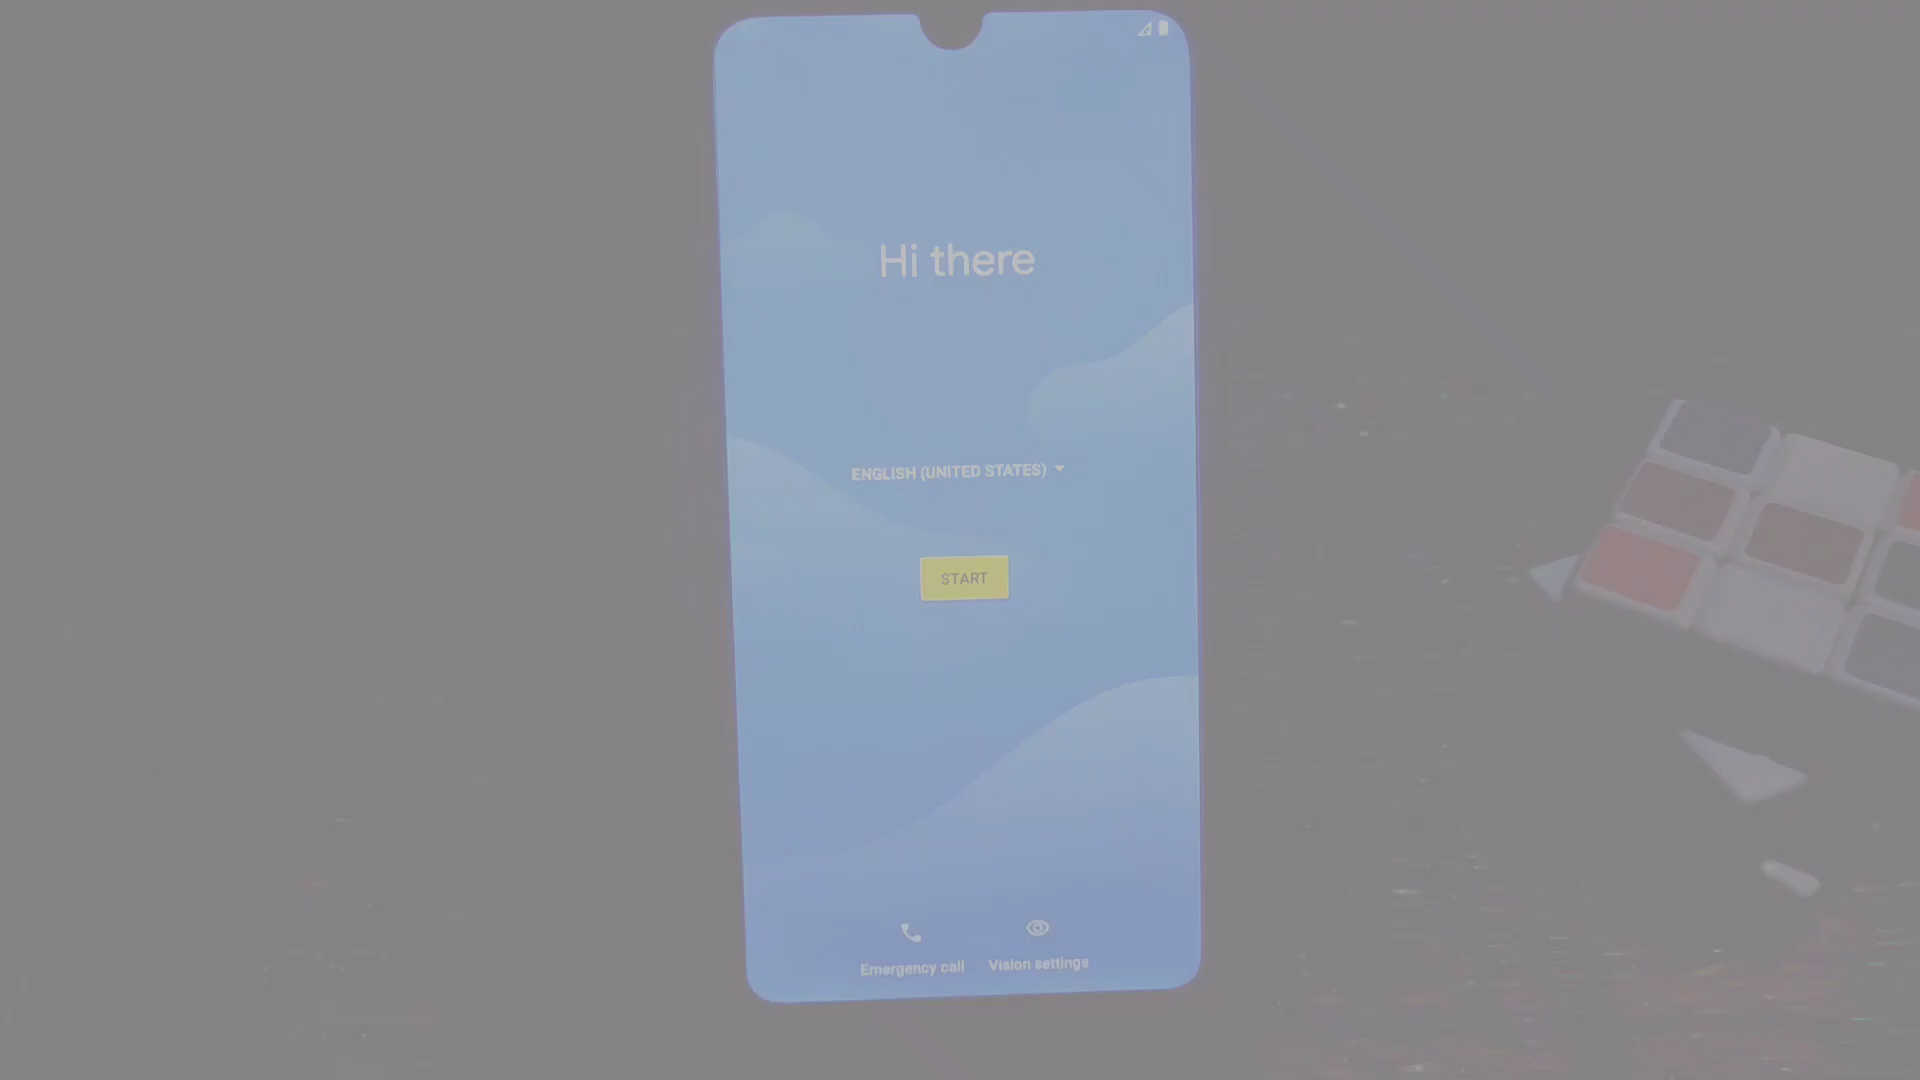 Hi there
ENGLISH (UNITED STATES)
START
Emergency call
Vision settings